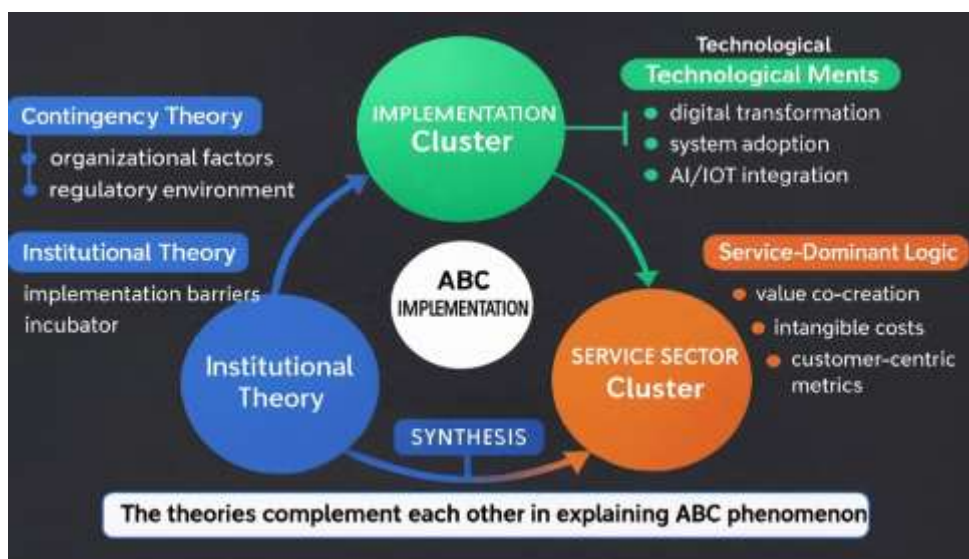 Contingency Theory
organizational factors
regulatory environment
Institutional Theory
implementation barriers
incubator
IMPLEMENTATION
Cluster
Technological
Technological Ments
digital transformation
system adoption
AI/IOT integration
ABC
IMPLEMENTATION
Institutional
Theory
SERVICE SECTOR
Cluster
Service-Dominant Logic
value co-creation
intangible costs
customer-centric
metrics
SYNTHESIS
The theories complement each other in explaining ABC phenomenon